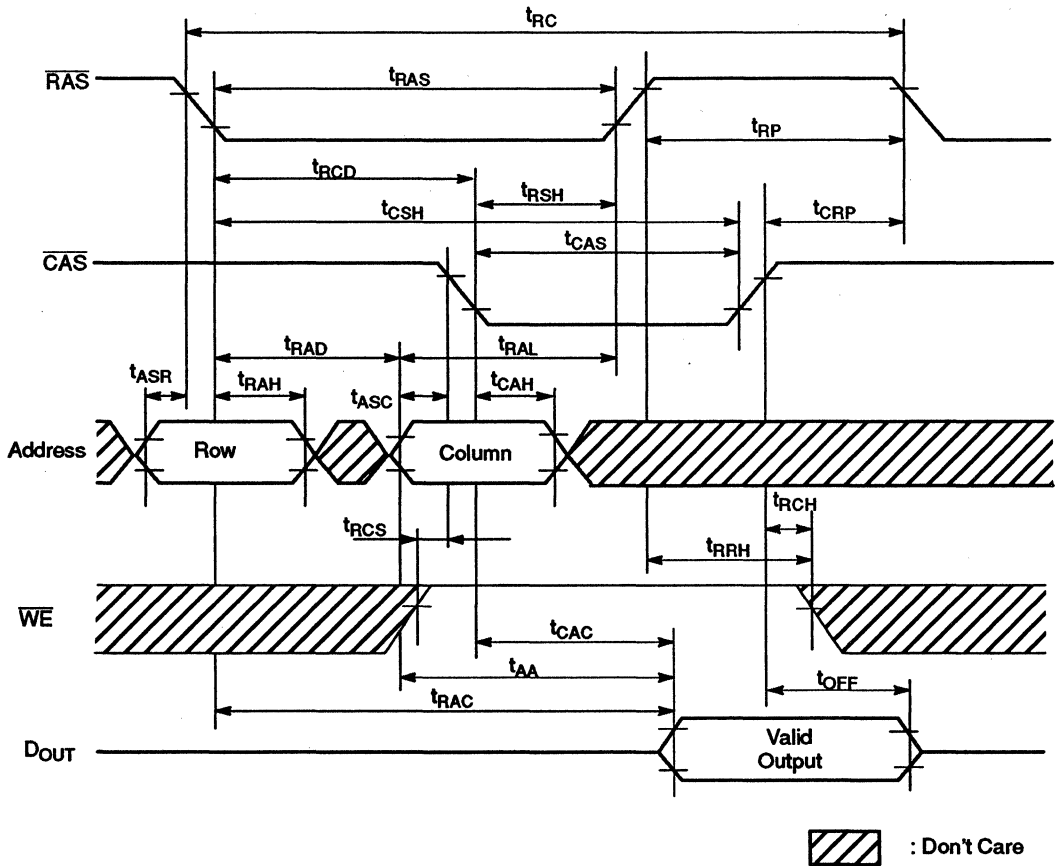 tRC
RAS
tRAS
tRP
tRCD
tRSH
tCSH
tCRP
tCAS
CAS
tRAD
tRAL
tASR
tRAH
tASC
tCAH
Address
Row
Column
tRCH
tRCS
tRRH
WE
tCAC
tAA
tOFF
tRAC
DOUT
Valid
Output
: Don't Care